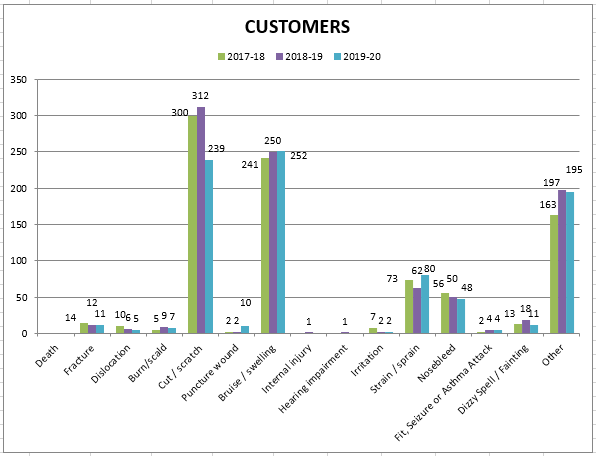 CUSTOMERS
2017-18 2018-19 2019-20
350
300
250
200
150
100
50
0
14 12 11
10 6 5
5 9 7
300 312 239
2 2 10
241 250 252
1
1
7 2 2
73 62 80
56 50 48
2 4 4
13 18 11
163 197 195
Death
Fracture
Dislocation
Burn/scald
Cut / scratch
Puncture wound
Bruise / swelling
Internal injury
Hearing impairment
Irritation
Strain / sprain
Nosebleed
Fit, Seizure or Asthma Attack
Dizzy Spell / Fainting
Other